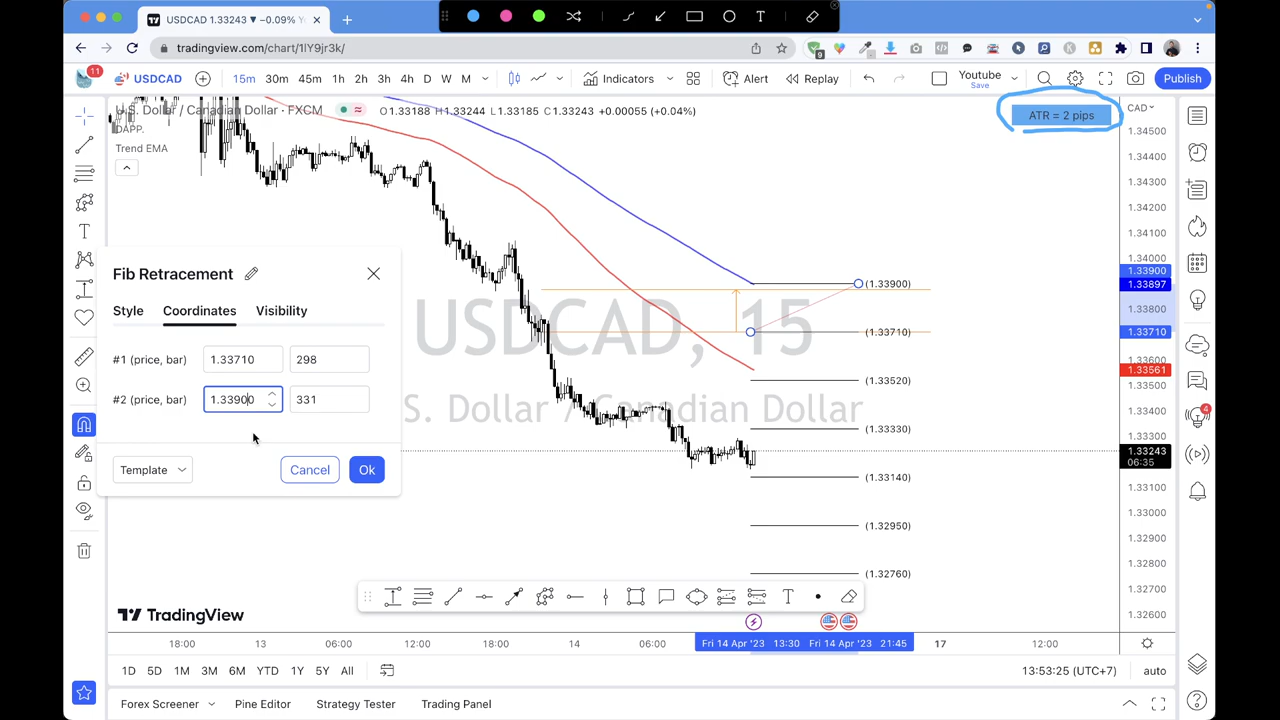 USDCAD 1.33243 ▼ −0.09% Yo
tradingview.com/chart/1lY9jr3k/
9
11
USDCAD
15m 30m 45m 1h 2h 3h 4h D W M
Indicators
Alert
Replay
Youtube
Save
Publish
U.S. Dollar / Canadian Dollar · FXCM
O1.33188 H1.33244 L1.33185 C1.33243 +0.00055 (+0.04%)
DAPP.
Trend EMA
ATR = 2 pips
CAD
1.34500
1.34400
1.34300
1.34200
1.34100
1.34000
1.33900
1.33897
1.33800
1.33710
1.33600
1.33561
1.33500
1.33400
1.33300
1.33243
06:35
1.33100
1.33000
1.32900
1.32800
1.32700
1.32600
USDCAD, 15
S. Dollar / Canadian Dollar
(1.33900)
(1.33710)
(1.33520)
(1.33330)
(1.33140)
(1.32950)
(1.32760)
Fib Retracement
Style Coordinates Visibility
#1 (price, bar) 1.33710 298
#2 (price, bar) 1.33900 331
Template
Cancel
Ok
4
TradingView
18:00 13 06:00 12:00 18:00 14 06:00 Fri 14 Apr '23 13:30 Fri 14 Apr '23 21:45 17 12:00
1D 5D 1M 3M 6M YTD 1Y 5Y All
13:53:25 (UTC+7)
auto
Forex Screener Pine Editor Strategy Tester Trading Panel